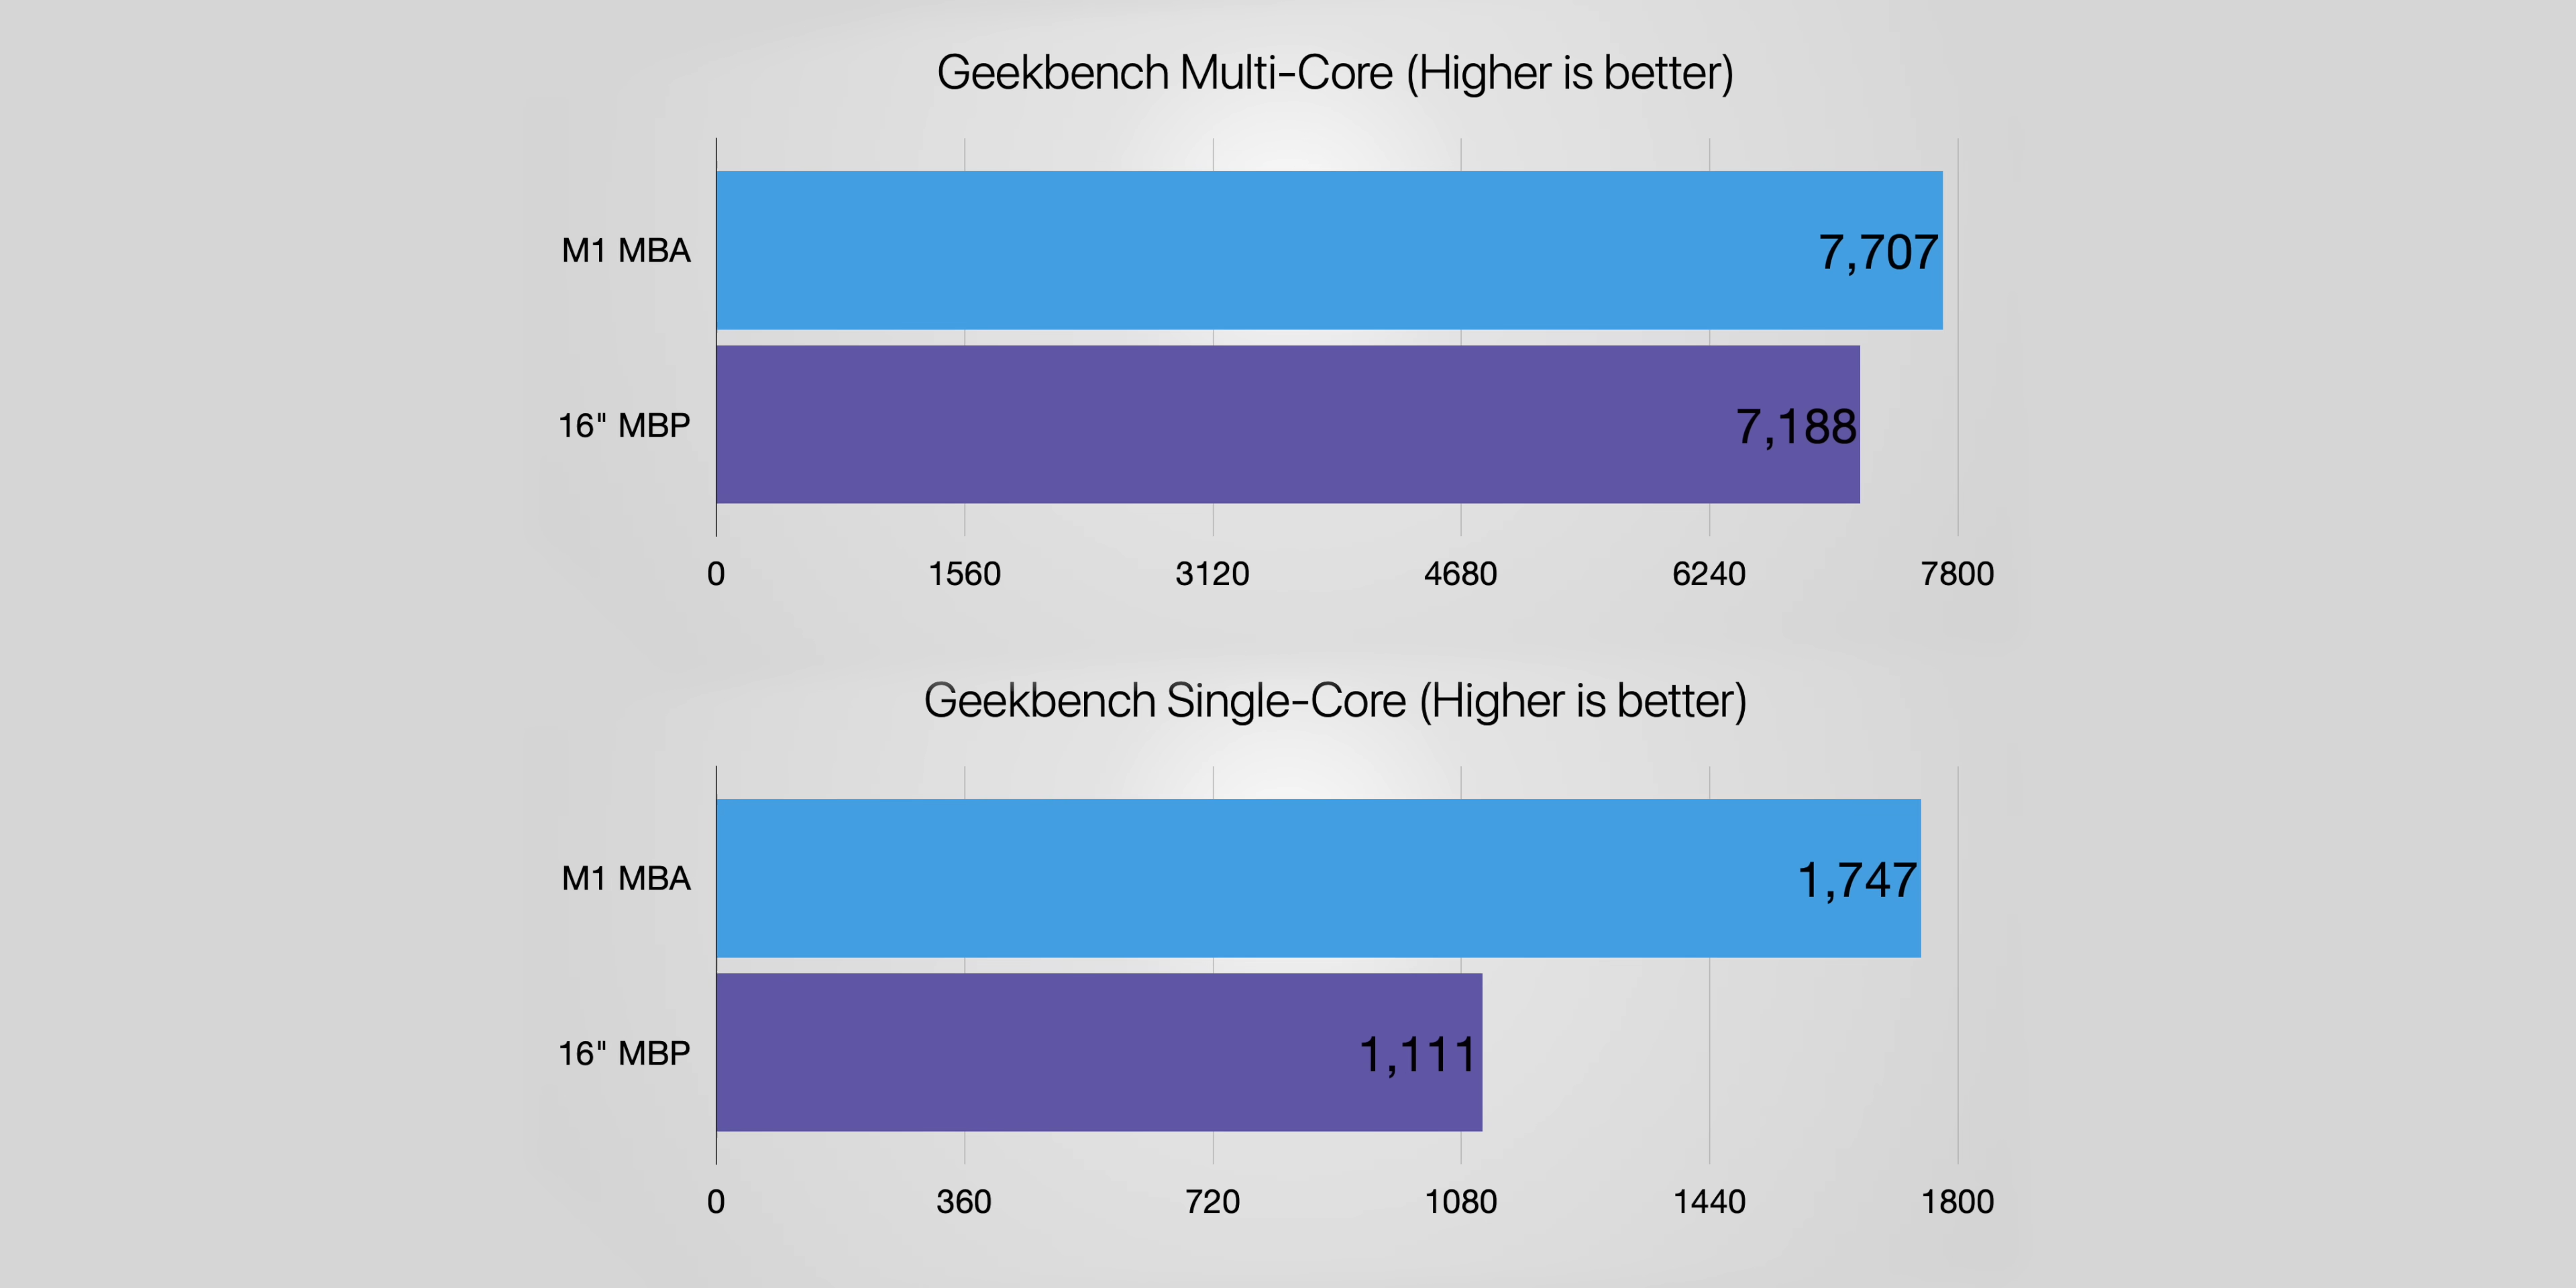 Geekbench Multi-Core (Higher is better)
M1 MBA
7,707
16" MBP
7,188
0 1560 3120 4680 6240 7800
Geekbench Single-Core (Higher is better)
M1 MBA
1,747
16" MBP
1,111
0 360 720 1080 1440 1800